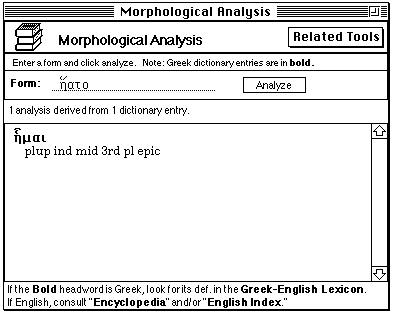 Morphological Analysis
Morphological Analysis
Related Tools
Enter a form and click analyze. Note: Greek dictionary entries are in bold.
Form: ἥατο
Analyze
1 analysis derived from 1 dictionary entry.
ἧμαι
plup ind mid 3rd pl epic
If the Bold headword is Greek, look for its def. in the Greek-English Lexicon.
If English, consult "Encyclopedia" and/or "English Index."